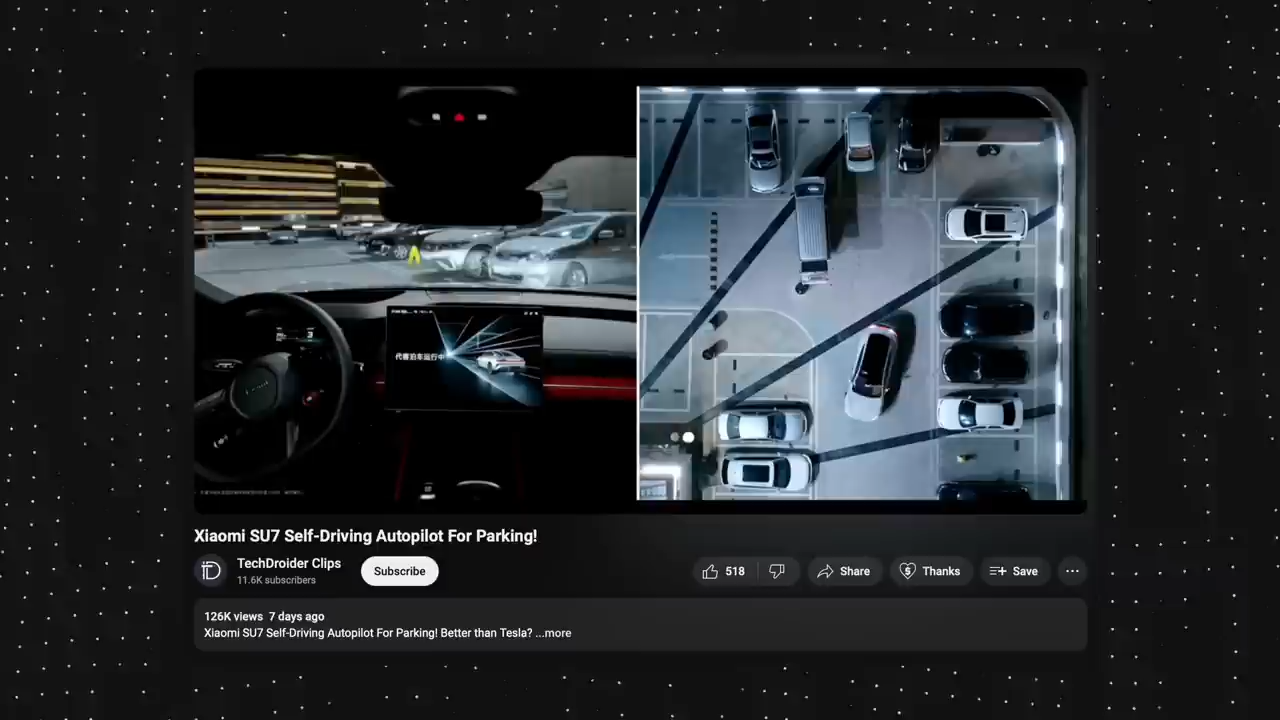 代客泊车运行中
Xiaomi SU7 Self-Driving Autopilot For Parking!
TechDroider Clips
11.6K subscribers
Subscribe
518
Share
Thanks
Save
126K views 7 days ago
Xiaomi SU7 Self-Driving Autopilot For Parking! Better than Tesla? ...more